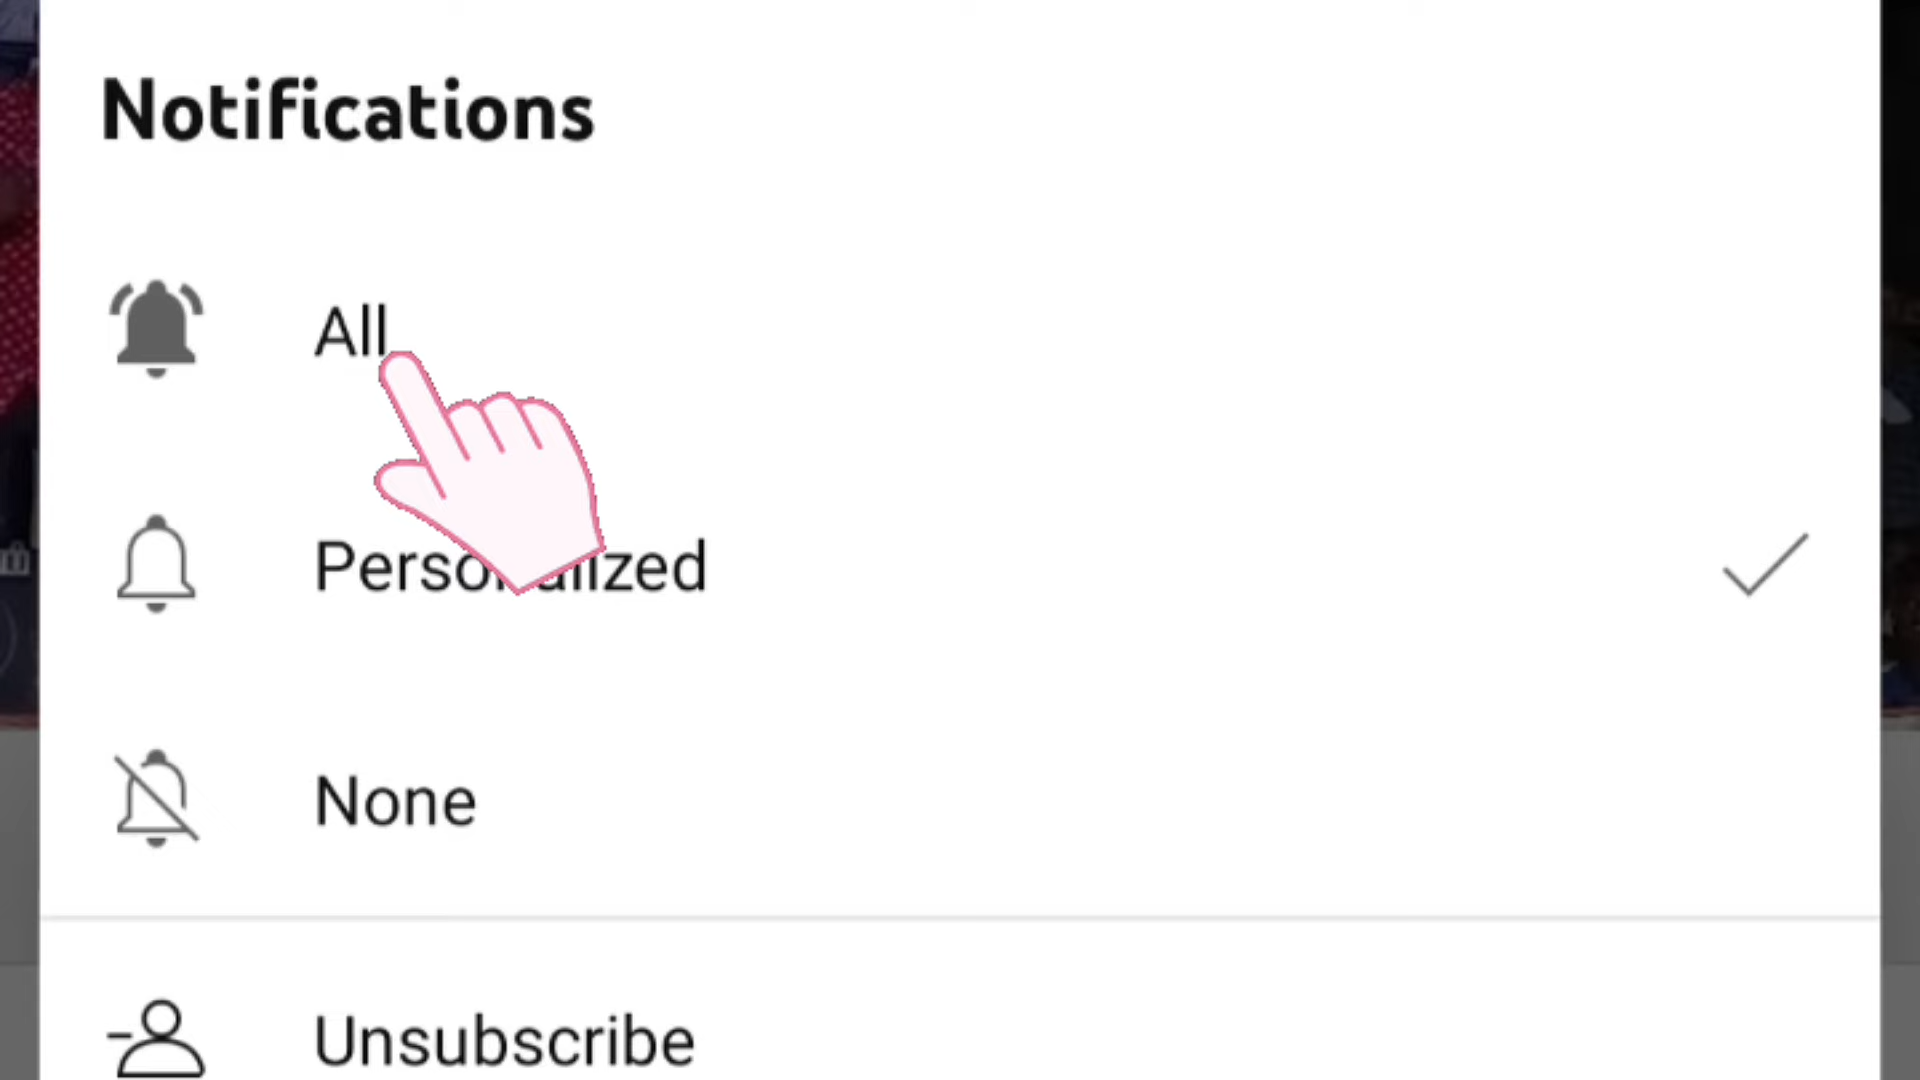 Notifications
All
Personalized
None
Unsubscribe